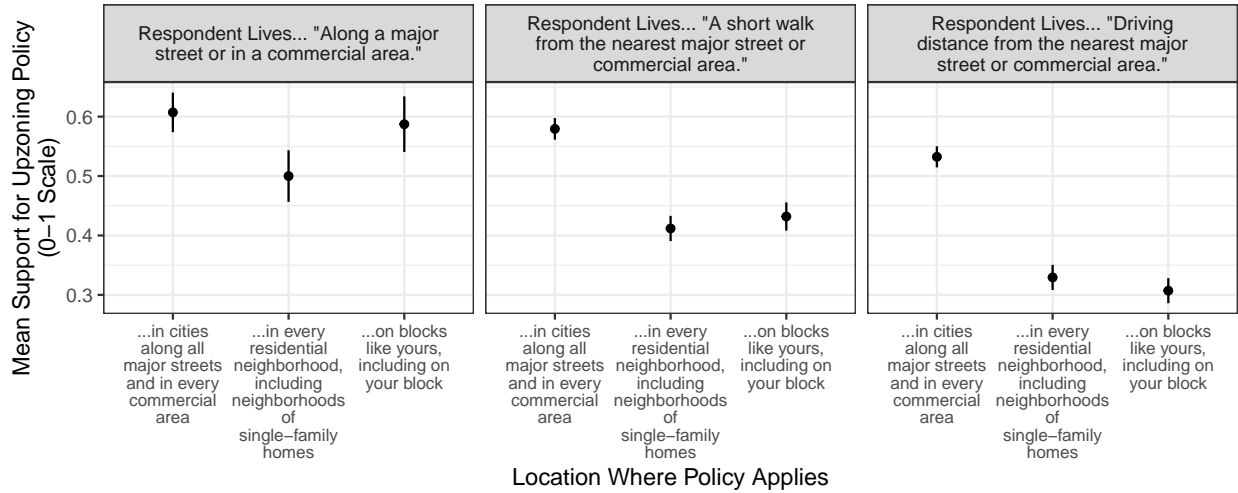 Respondent Lives... "Along a major
street or in a commercial area."
Respondent Lives... "A short walk
from the nearest major street or
commercial area."
Respondent Lives... "Driving
distance from the nearest major
street or commercial area."
Mean Support for Upzoning Policy
(0−1 Scale)
0.6
0.5
0.4
0.3
...in cities
along all
major streets
and in every
commercial
area
...in every
residential
neighborhood,
including
neighborhoods
of
single−family
homes
...on blocks
like yours,
including on
your block
...in cities
along all
major streets
and in every
commercial
area
...in every
residential
neighborhood,
including
neighborhoods
of
single−family
homes
...on blocks
like yours,
including on
your block
...in cities
along all
major streets
and in every
commercial
area
...in every
residential
neighborhood,
including
neighborhoods
of
single−family
homes
...on blocks
like yours,
including on
your block
Location Where Policy Applies